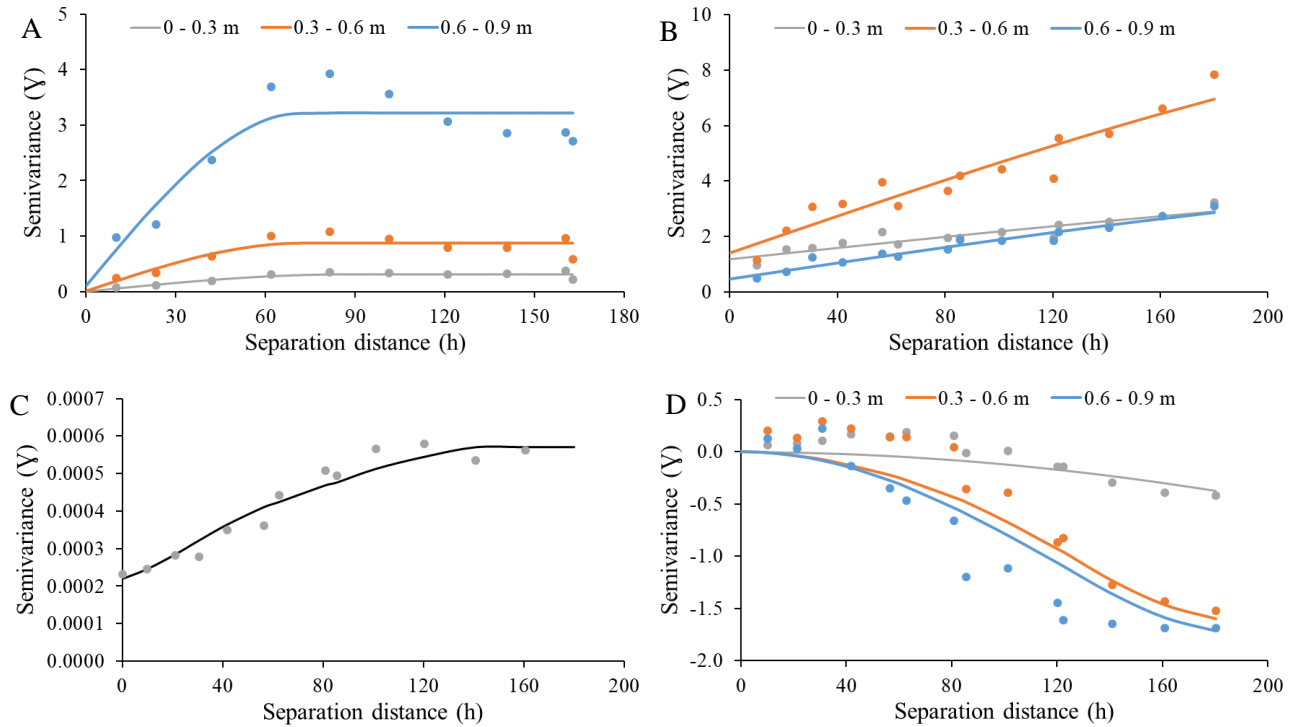 A
0 - 0.3 m 0.3 - 0.6 m 0.6 - 0.9 m
Semivariance (Ɣ)
5
4
3
2
1
0
0 30 60 90 120 150 180
Separation distance (h)
B
0 - 0.3 m 0.3 - 0.6 m 0.6 - 0.9 m
Semivariance (Ɣ)
10
8
6
4
2
0
0 40 80 120 160 200
Separation distance (h)
C
Semivariance (Ɣ)
0.0007
0.0006
0.0005
0.0004
0.0003
0.0002
0.0001
0.0000
0 40 80 120 160 200
Separation distance (h)
D
0 - 0.3 m 0.3 - 0.6 m 0.6 - 0.9 m
Semivariance (Ɣ)
0.5
0.0
-0.5
-1.0
-1.5
-2.0
0 40 80 120 160 200
Separation distance (h)